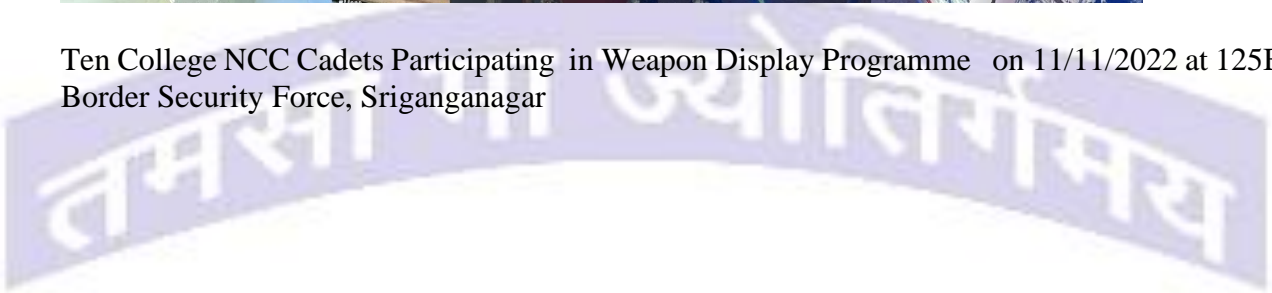 Ten College NCC Cadets Participating in Weapon Display Programme on 11/11/2022 at
Border Security Force, Sriganganagar
तमसो मा ज्योतिर्गमय